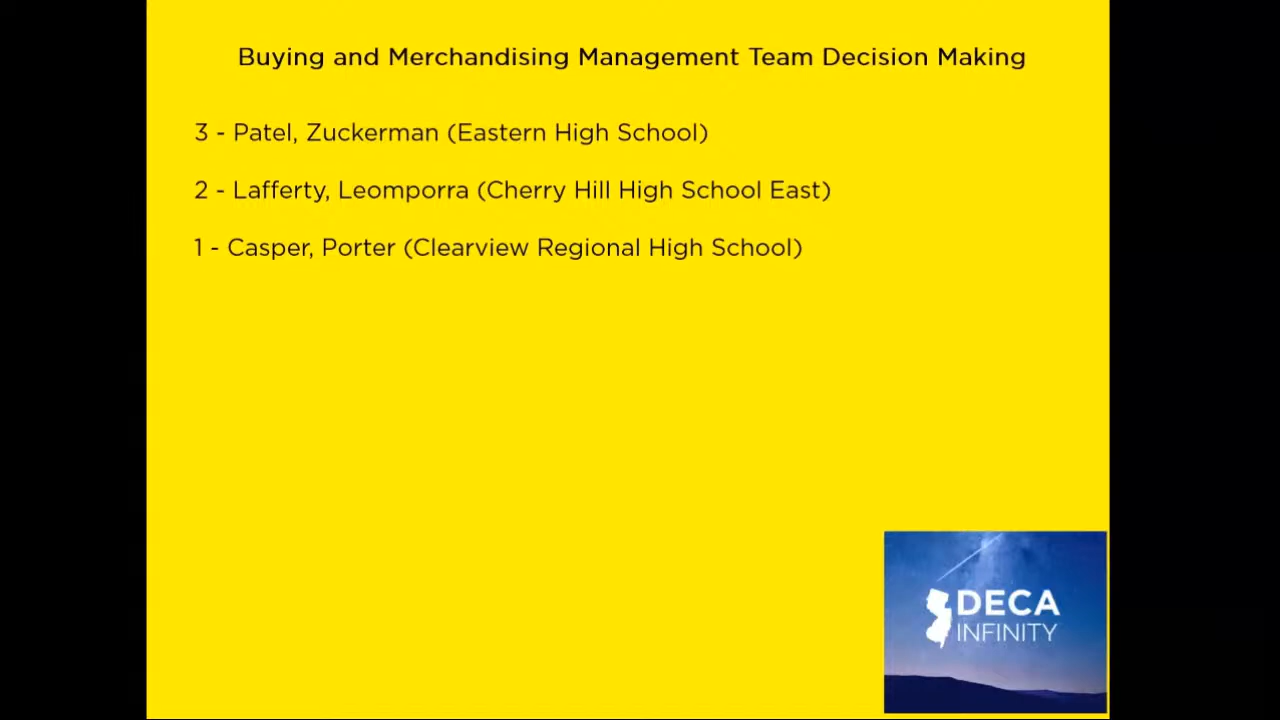 Buying and Merchandising Management Team Decision Making
3 - Patel, Zuckerman (Eastern High School)
2 - Lafferty, Leomporra (Cherry Hill High School East)
1 - Casper, Porter (Clearview Regional High School)
DECA
INFINITY